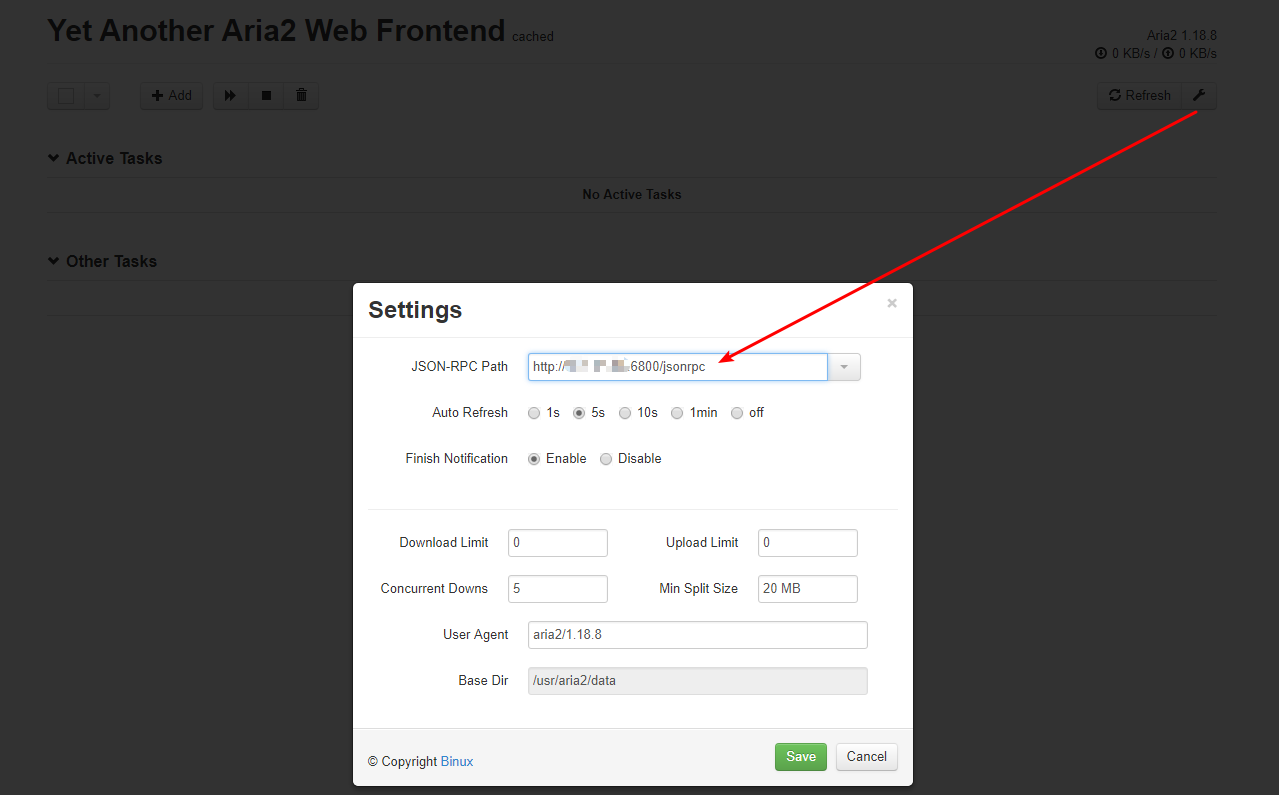 Yet Another Aria2 Web Frontend cached
Aria2 1.18.8
0 KB/s / 0 KB/s
Add
Refresh
Active Tasks
No Active Tasks
Other Tasks
Settings ×
JSON-RPC Path http:// :6800/jsonrpc
Auto Refresh 1s 5s 10s 1min off
Finish Notification Enable Disable
Download Limit 0 Upload Limit 0
Concurrent Downs 5 Min Split Size 20 MB
User Agent aria2/1.18.8
Base Dir /usr/aria2/data
© Copyright Binux Save Cancel